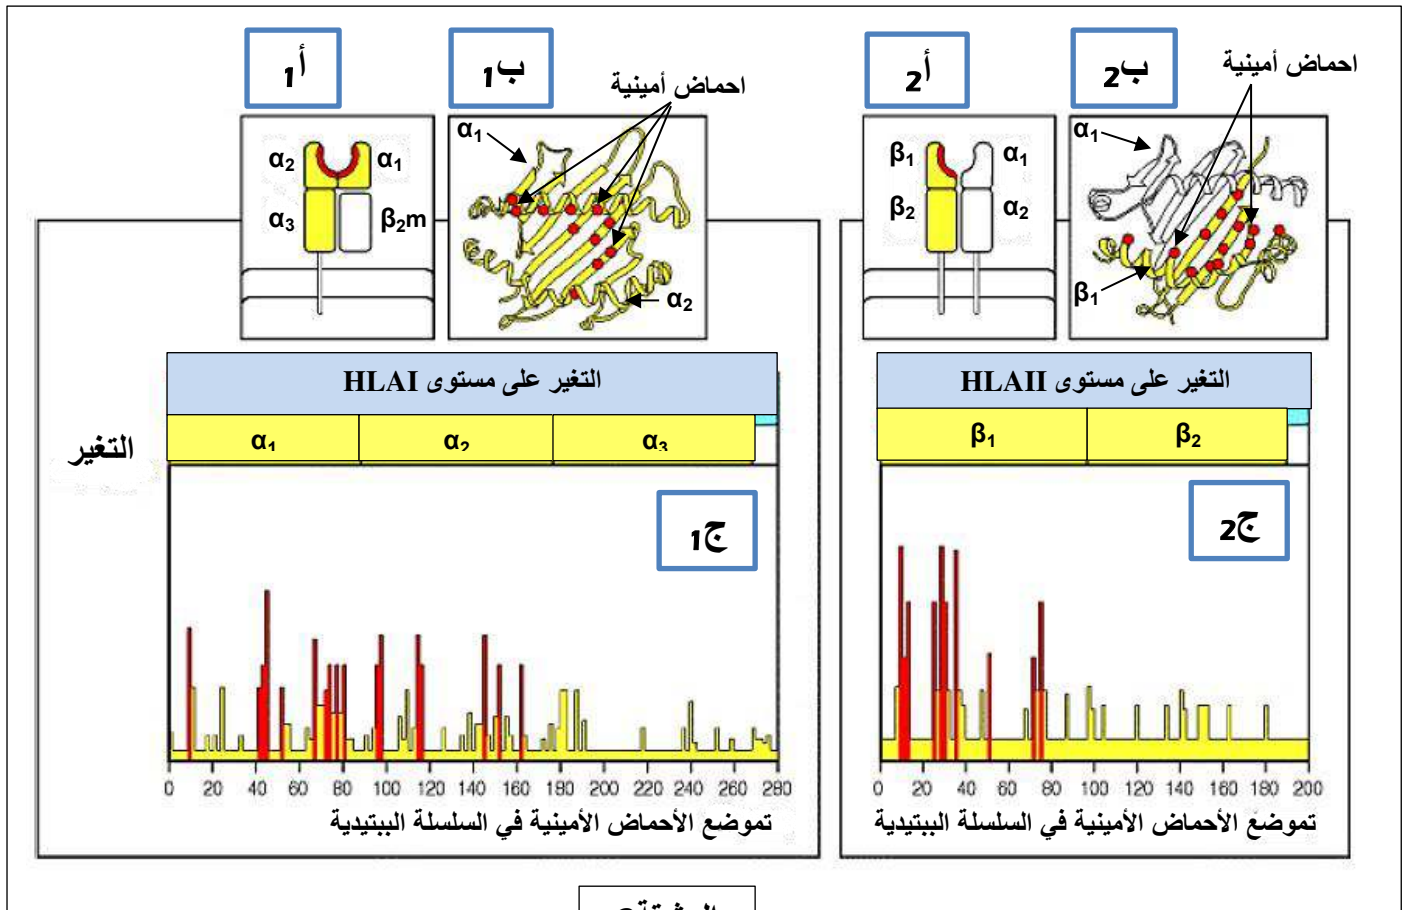 أ1
ب1
احماض أمينية
α₁
α₂
α₂
α₁
α₃
β₂m
أ2
ب2
احماض أمينية
β₁
α₁
β₂
α₂
α₁
β₁
التغير
التغير على مستوى HLAI
α₁ α₂ α₃
ج1
0 20 40 60 80 100 120 140 160 180 200 220 240 260 280
تموضع الأحماض الأمينية في السلسلة الببتيدية
التغير على مستوى HLAII
β₁ β₂
ج2
0 20 40 60 80 100 120 140 160 180 200
تموضع الأحماض الأمينية في السلسلة الببتيدية